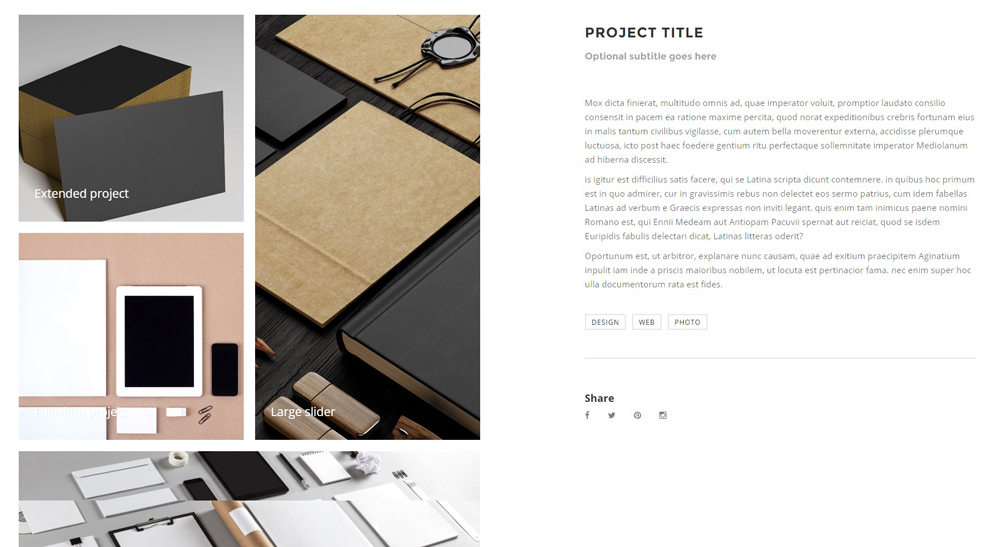 Extended project
Fullwidth project
Large slider
PROJECT TITLE
Optional subtitle goes here
Mox dicta finierat, multitudo omnis ad, quae imperator voluit, promptior laudato consilio
consensit in pacem ea ratione maxime percita, quod norat expeditionibus crebris fortunam eius
in malis tantum civilibus vigilasse, cum autem bella moverentur externa, accidisse plerumque
luctuosa, icto post haec foedere gentium ritu perfectaque sollemnitate imperator Mediolanum
ad hiberna discessit.
is igitur est difficilius satis facere, qui se Latina scripta dicunt contemnere. in quibus hoc primum
est in quo admirer, cur in gravissimis rebus non delectet eos sermo patrius, cum idem fabellas
Latinas ad verbum e Graecis expressas non inviti legant. quis enim tam inimicus paene nomini
Romano est, qui Ennii Medeam aut Antiopam Pacuvii spernat aut reiciat, quod se isdem
Euripidis fabulis delectari dicat, Latinas litteras oderit?
Oportunum est, ut arbitror, explanare nunc causam, quae ad exitium praecipitem Aginatium
inpulit iam inde a priscis maioribus nobilem, ut locuta est pertinacior fama. nec enim super hoc
ulla documentorum rata est fides.
DESIGN WEB PHOTO
Share